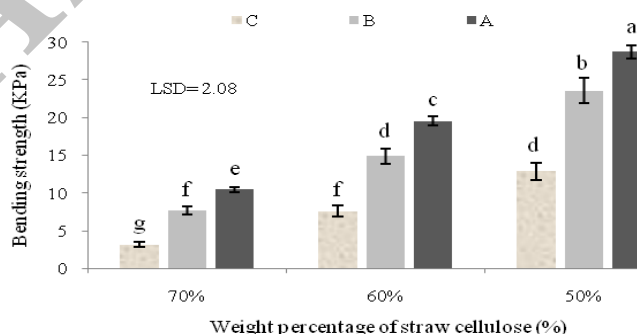 C B A
30
25
20
15
10
5
0
Bending strength (KPa)
LSD=2.08
g f e
f d c
d b a
70% 60% 50%
Weight percentage of straw cellulose (%)